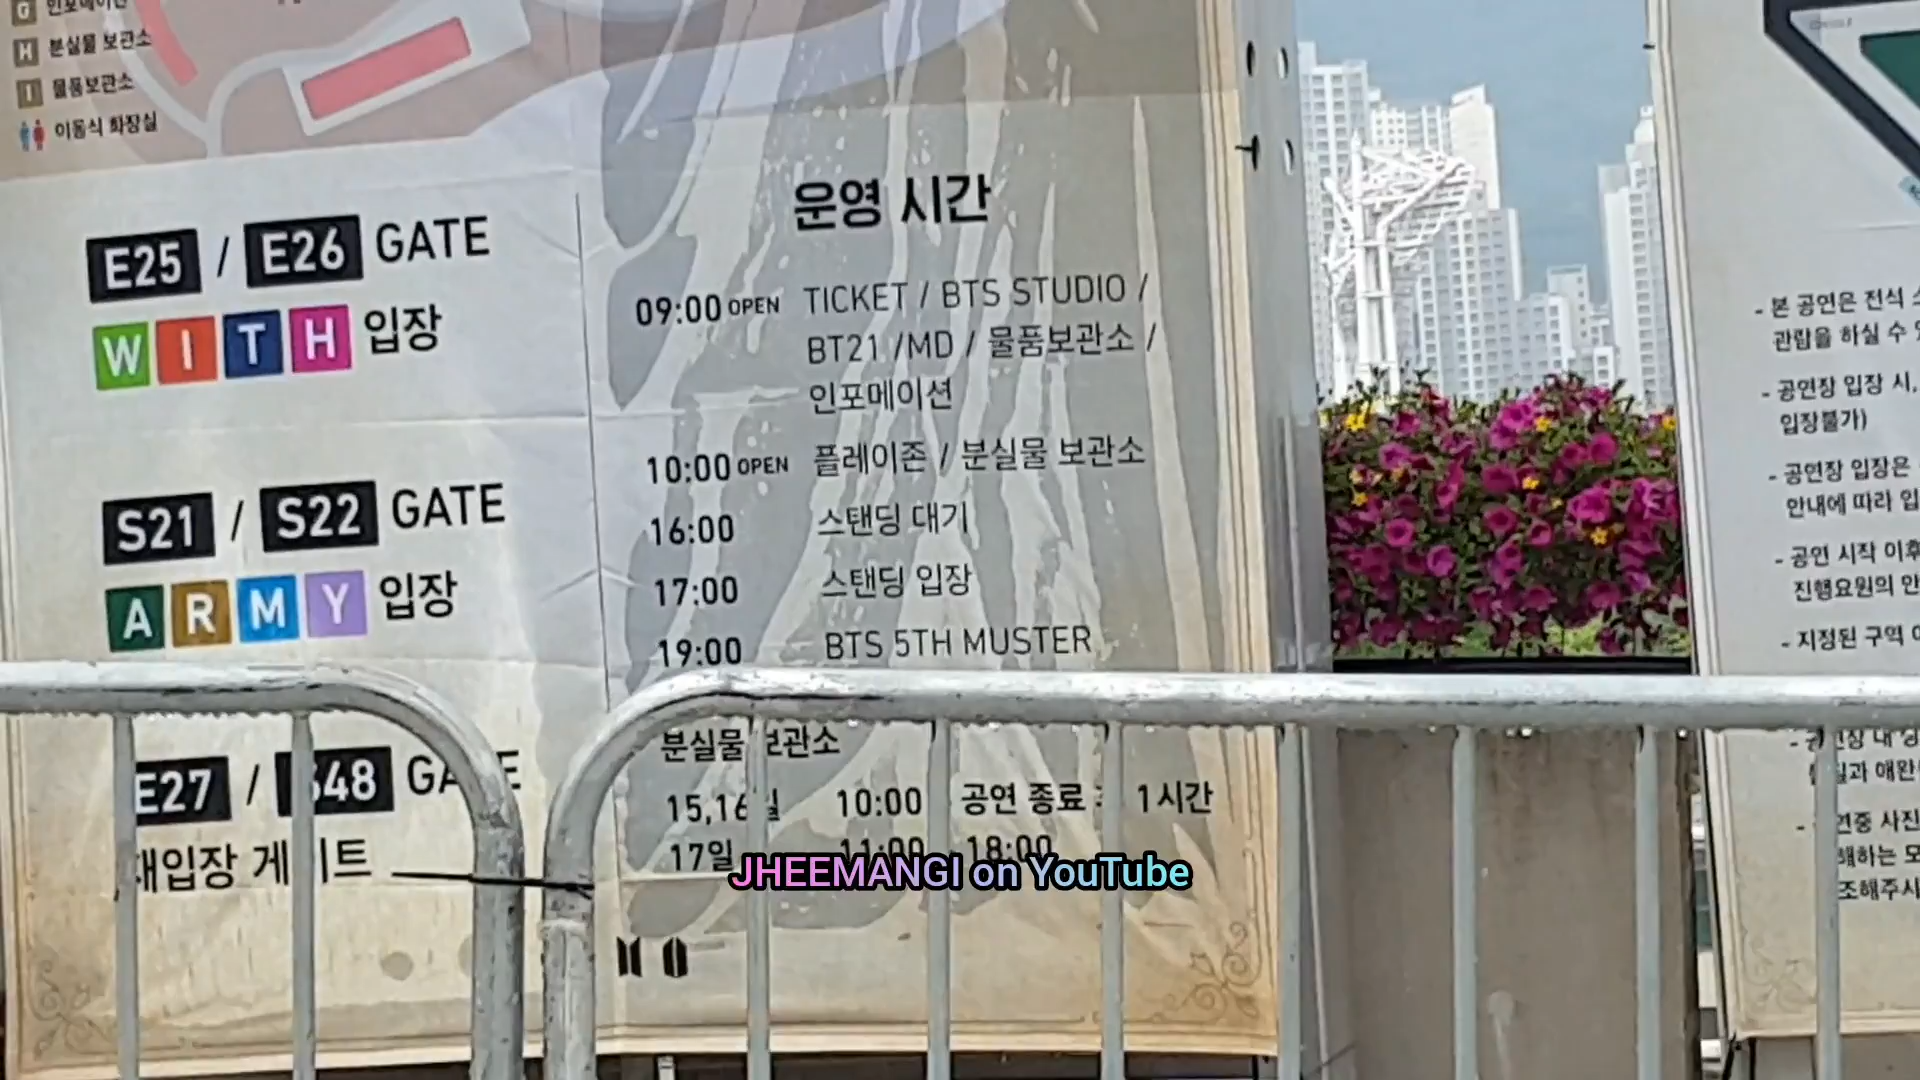 인포메이션
H 분실물 보관소
I 물품보관소
이동식 화장실
E25 / E26 GATE
WITH 입장
S21 / S22 GATE
ARMY 입장
E27 / S48 GATE
재입장 게이트
운영 시간
09:00 OPEN TICKET / BTS STUDIO /
BT21 /MD / 물품보관소 /
인포메이션
10:00 OPEN 플레이존 / 분실물 보관소
16:00 스탠딩 대기
17:00 스탠딩 입장
19:00 BTS 5TH MUSTER
분실물 보관소
15,16일 10:00 공연 종료 1시간
17일 11:00 18:00
JHEEMANGI on YouTube
- 본 공연은 전석
관람을 하실 수
- 공연장 입장 시,
입장불가)
- 공연장 입장은
안내에 따라
- 공연 시작 이후
진행요원의
- 지정된 구역